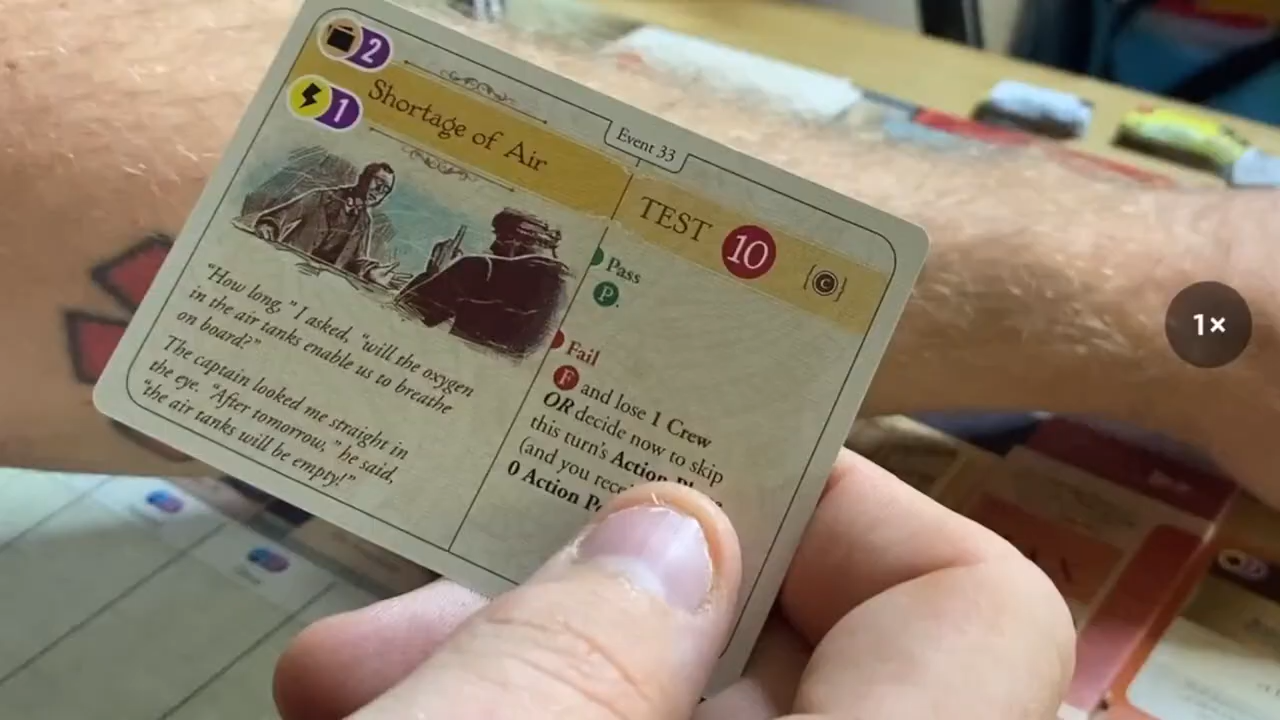 2
1
Shortage of Air
Event 33
TEST 10
C
"How long," I asked, "will the oxygen
in the air tanks enable us to breathe
on board?"
The captain looked me straight in
the eye. "After tomorrow," he said,
"the air tanks will be empty!"
Pass
P.
Fail
F and lose 1 Crew
OR decide now to skip
this turn's Action
(and you
0 Action
1×